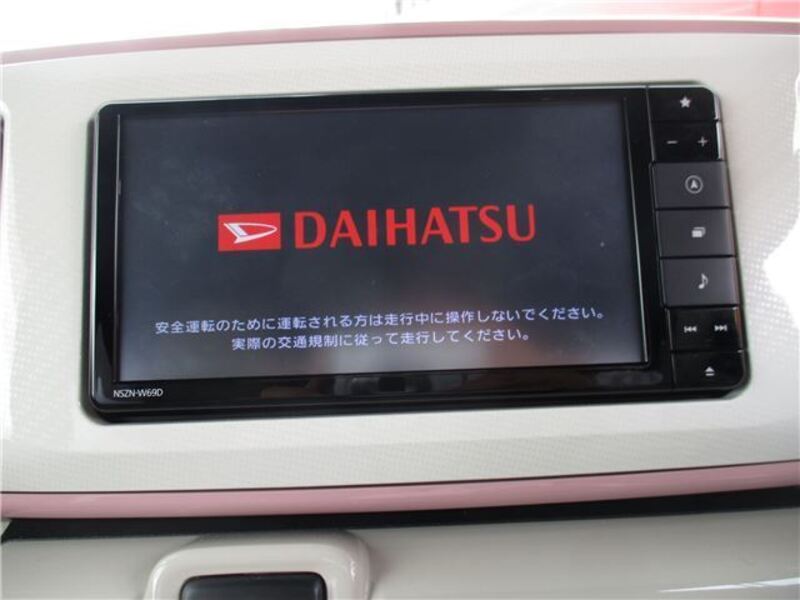 DAIHATSU
安全運転のために運転される方は走行中に操作しないでください。
実際の交通規制に従って走行してください。
NSZN-W69D